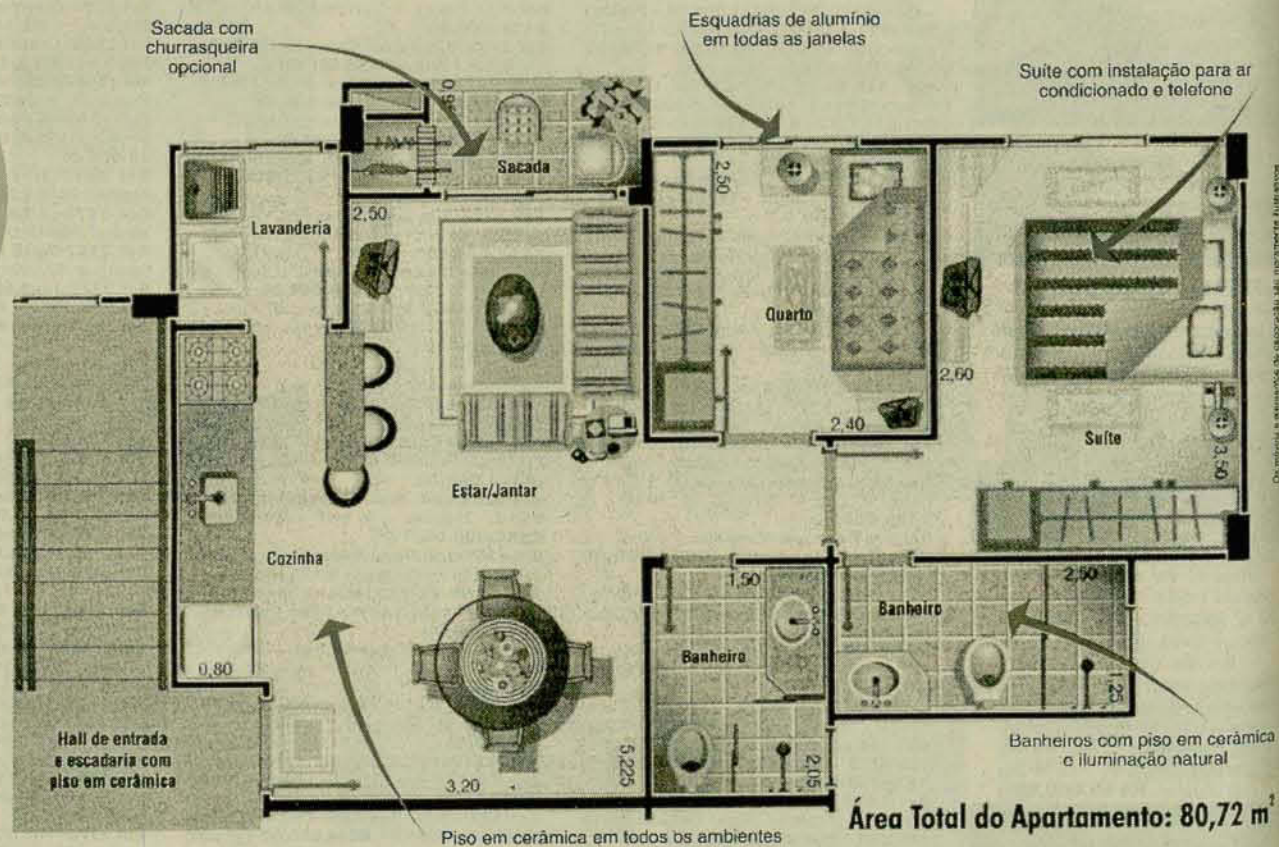 Sacada com
churrasqueira
opcional
Esquadrias de alumínio
em todas as janelas
Suíte com instalação para ar
condicionado e telefone
0,95
Sacada
Lavanderia
2,50
2,50
Quarto
2,60
2,40
Suíte
3,50
Estar/Jantar
Cozinha
1,50
2,50
Banheiro
Banheiro
0,80
1,25
Hall de entrada
e escadaria com
piso em cerâmica
5,225
2,05
3,20
Banheiros com piso em cerâmica
e iluminação natural
Piso em cerâmica em todos os ambientes
Área Total do Apartamento: 80,72 m²